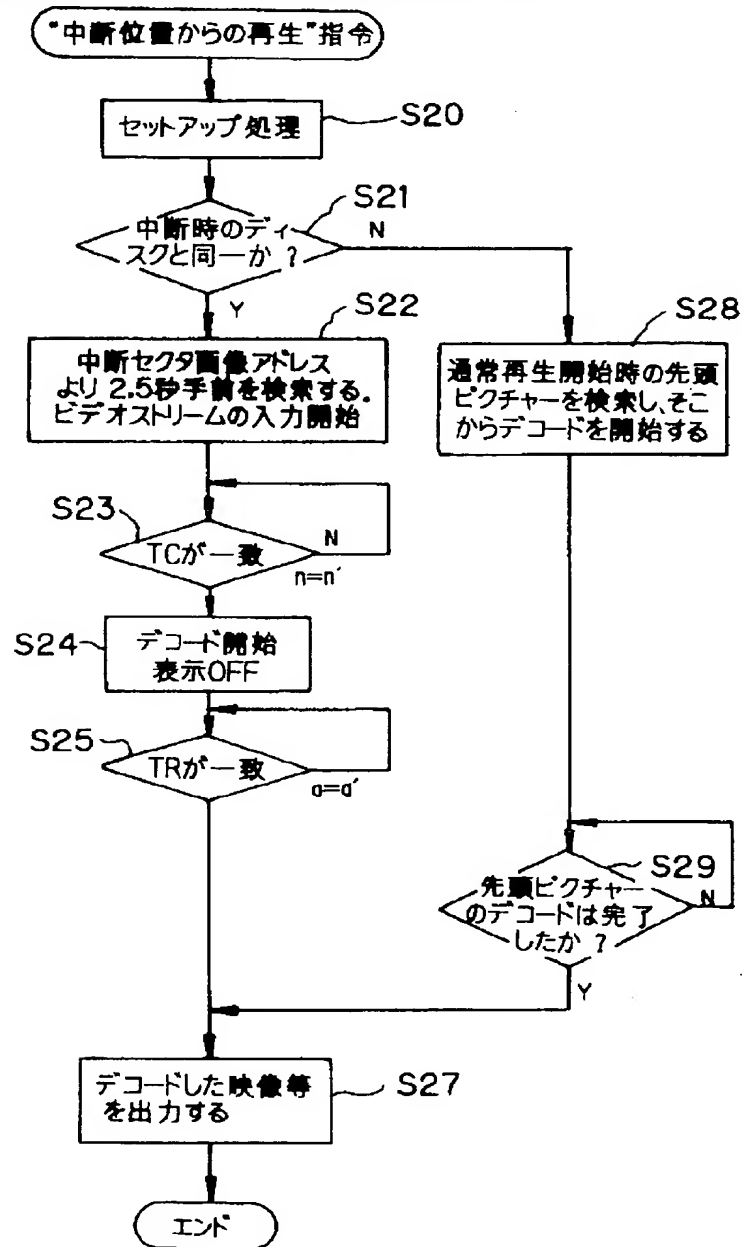 “中断位置からの再生”指令
セットアップ処理
S20
S21
中断時のディ
スクと同一か?
N
Y
S22
中断セクタ画像アドレス
より2.5秒手前を検索する.
ビデオストリームの入力開始
S28
通常再生開始時の先頭
ピクチャーを検索し、そこ
からデコードを開始する
S23
TCが一致
N
n=n'
S24
デコード開始
表示OFF
S25
TRが一致
a=a'
S29
先頭ピクチャー
のデコードは完了
したか?
N
Y
デコードした映像等
を出力する
S27
エンド